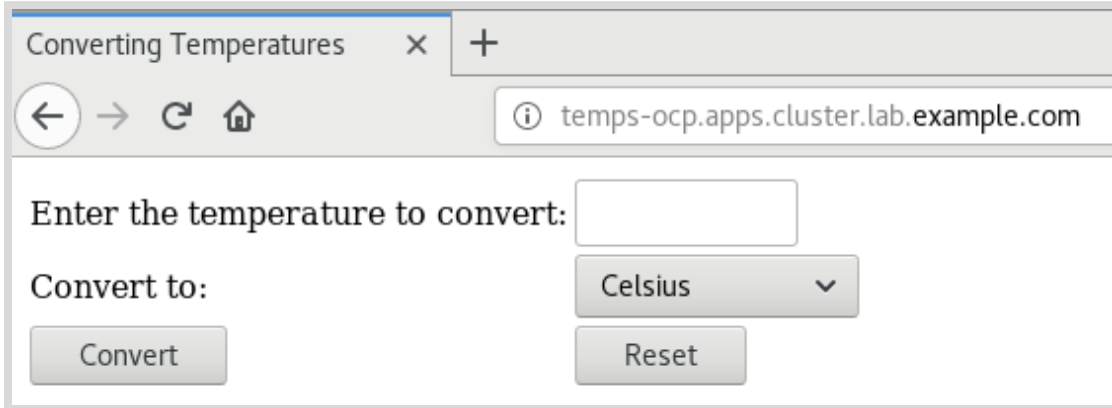 Converting Temperatures
temps-ocp.apps.cluster.lab.example.com
Enter the temperature to convert:
Convert to: Celsius
Convert Reset